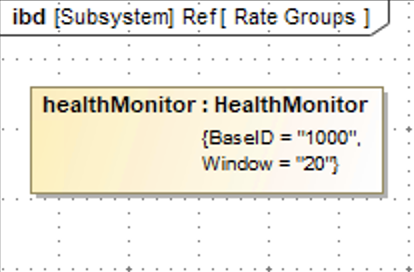 ibd [Subsystem] Ref[ Rate Groups ]
healthMonitor : HealthMonitor
{BaseID = "1000",
Window = "20"}